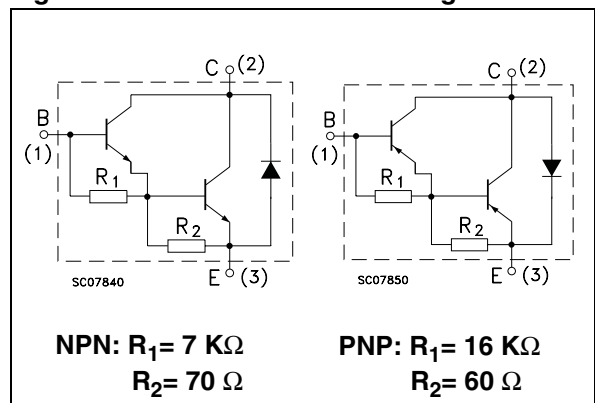 C (2)
B
(1)
R1
R2
E (3)
SC07840
C (2)
B
(1)
R1
R2
E (3)
SC07850
NPN: R1= 7 KΩ
R2= 70 Ω
PNP: R1= 16 KΩ
R2= 60 Ω